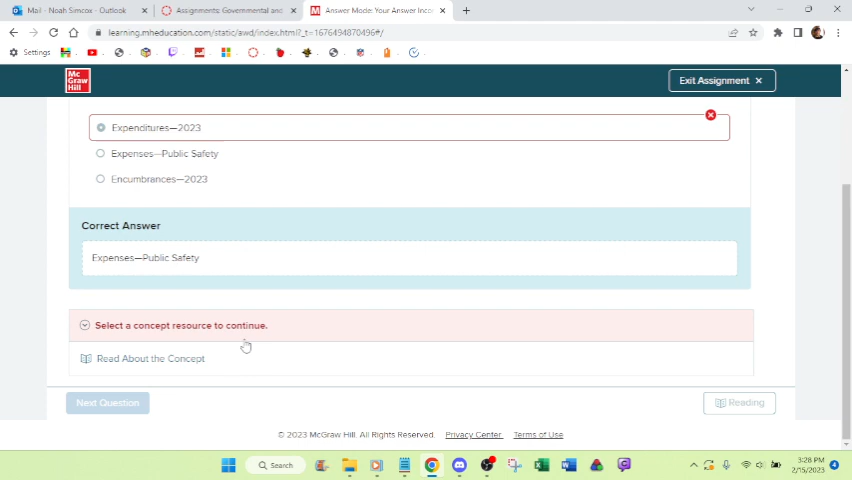 Mail - Noah Simcox - Outlook
Assignments: Governmental and
Answer Mode: Your Answer Inco
learning.mheducation.com/static/awd/index.html?_t=1676494870496#/
Settings
Mc
Graw
Hill
Exit Assignment
Expenditures—2023
Expenses—Public Safety
Encumbrances—2023
Correct Answer
Expenses—Public Safety
Select a concept resource to continue.
Read About the Concept
Next Question
Reading
© 2023 McGraw Hill. All Rights Reserved.
Privacy Center
Terms of Use
Search
3:28 PM
2/15/2023
4